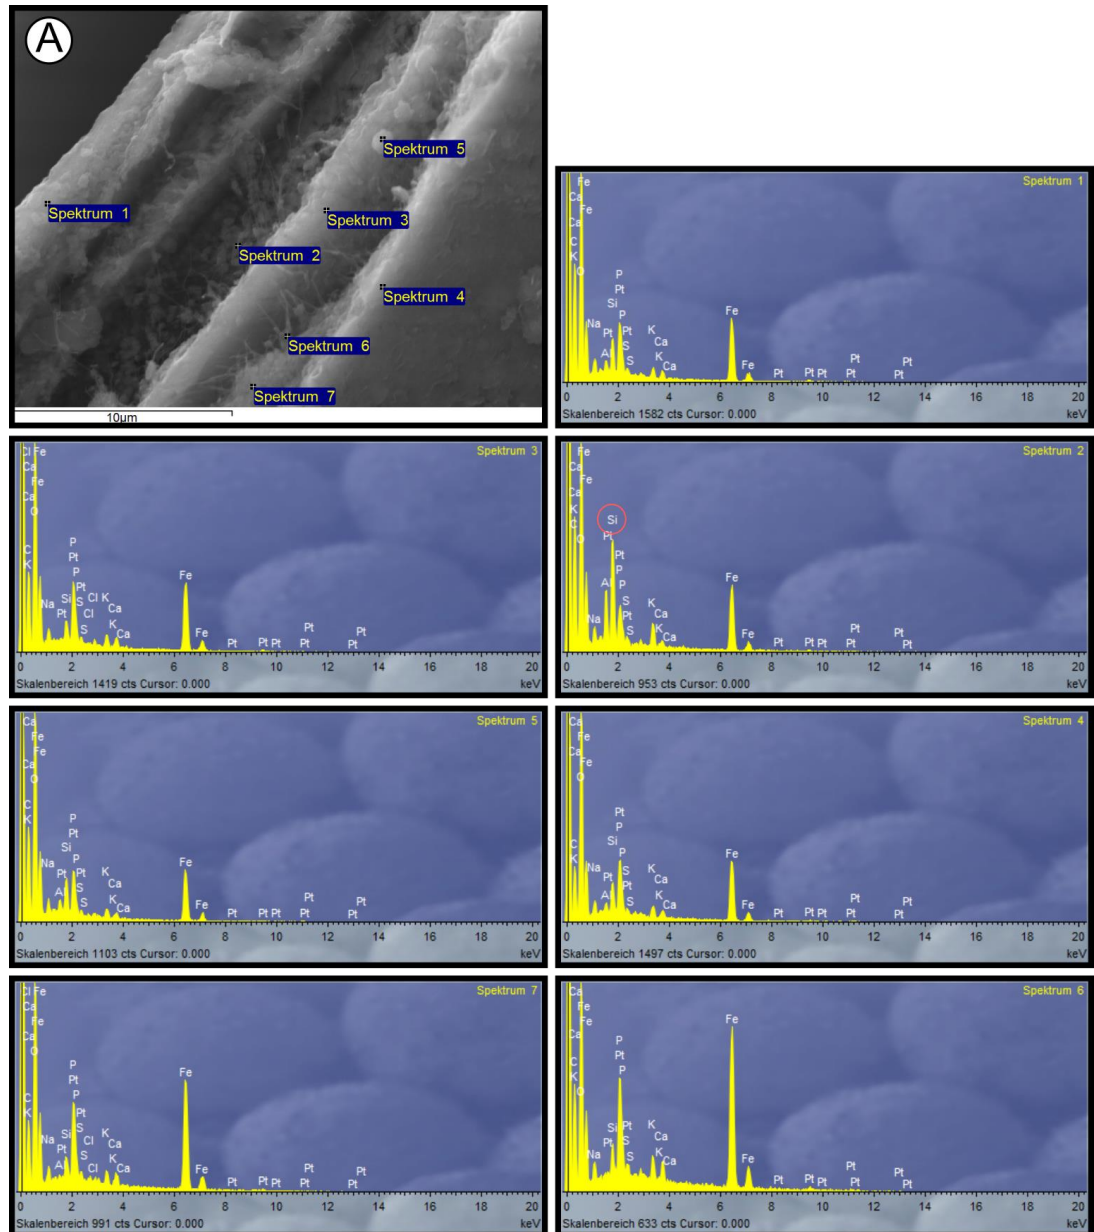 A
Spektrum 5
Spektrum 1
Spektrum 3
Spektrum 2
Spektrum 4
Spektrum 6
Spektrum 7
10µm
Spektrum 1
Fe
Ca Fe
Ca
C
K O
P
Pt
Si P
Na Pt Pt K
S Ca
Al S K Ca
Fe
Pt Pt
Pt Pt Pt Pt Pt
0 2 4 6 8 10 12 14 16 18 20
Skalenbereich 1582 cts Cursor: 0.000 keV
Spektrum 3
Cl Fe
Ca
Fe
Ca
O
C
K
P
Pt
P
Si Pt Cl K
Na Pt S Cl Ca
S K Ca
Fe
Fe
Pt Pt
Pt Pt Pt Pt Pt
0 2 4 6 8 10 12 14 16 18 20
Skalenbereich 1419 cts Cursor: 0.000 keV
Spektrum 2
Fe
Ca Fe
Ca
K
C
O
Si
Pt
Pt
Al P
P K
Na S Ca
Pt K
S Ca
Fe
Fe
Pt Pt
Pt Pt Pt Pt Pt
0 2 4 6 8 10 12 14 16 18 20
Skalenbereich 953 cts Cursor: 0.000 keV
Spektrum 5
Ca
Fe
Fe
Ca
O
C
K
P
Pt
Si P
Na Pt Pt K
S Ca
S K Ca
Fe
Fe
Pt Pt
Pt Pt Pt Pt Pt
0 2 4 6 8 10 12 14 16 18 20
Skalenbereich 1103 cts Cursor: 0.000 keV
Spektrum 4
Ca
Fe
Ca Fe
O
C
K
Pt
P
Si P
Na Pt S K
Pt Ca
Al S K Ca
Fe
Fe
Pt Pt
Pt Pt Pt Pt Pt
0 2 4 6 8 10 12 14 16 18 20
Skalenbereich 1497 cts Cursor: 0.000 keV
Spektrum 7
Cl Fe
Ca
Fe
Ca
O
C
K
P
Pt
P
Pt
Si S K
Na Pt Cl Ca
S K
Al Cl Ca
Fe
Fe
Pt Pt
Pt Pt Pt Pt Pt
0 2 4 6 8 10 12 14 16 18 20
Skalenbereich 991 cts Cursor: 0.000 keV
Spektrum 6
Ca
Fe
Fe
Ca
C
K O
P
Pt
P
Si Pt K
Na Pt S Ca
S K Ca
Fe
Fe
Pt Pt
Pt Pt Pt Pt Pt
0 2 4 6 8 10 12 14 16 18 20
Skalenbereich 633 cts Cursor: 0.000 keV